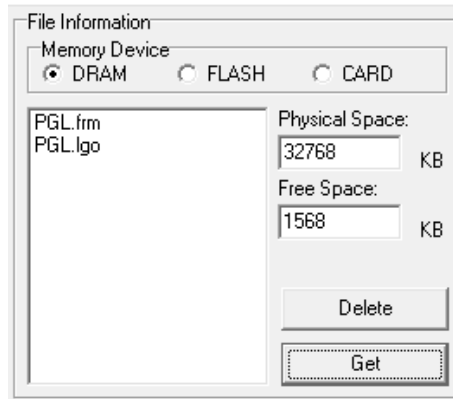 File Information
Memory Device
DRAM FLASH CARD
PGL.frm
PGL.lgo
Physical Space:
32768 KB
Free Space:
1568 KB
Delete
Get